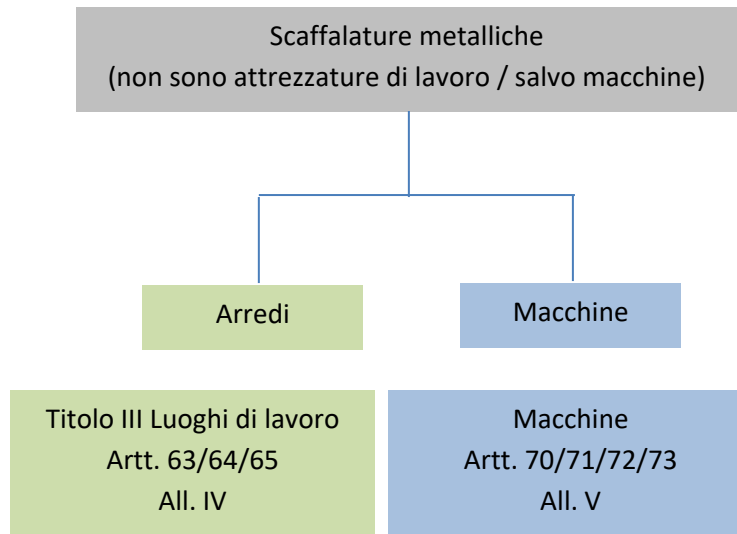 Scaffalature metalliche
(non sono attrezzature di lavoro / salvo macchine)
Arredi
Macchine
Titolo III Luoghi di lavoro
Artt. 63/64/65
All. IV
Macchine
Artt. 70/71/72/73
All. V